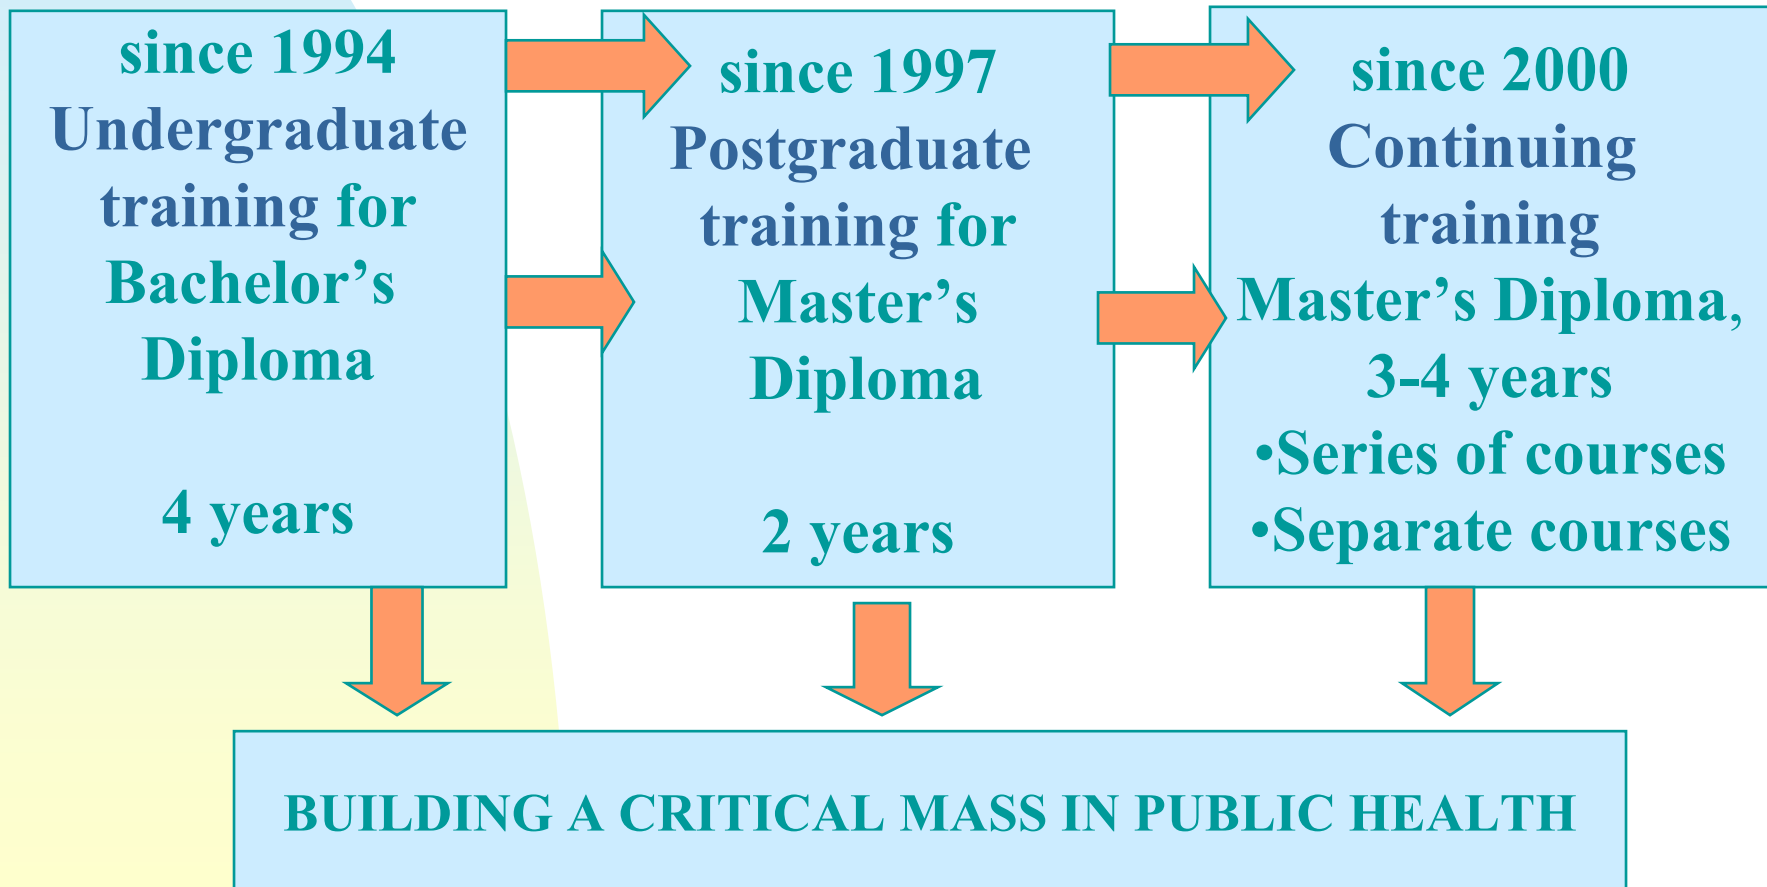 since 1994
Undergraduate
training for
Bachelor’s
Diploma
4 years
since 1997
Postgraduate
training for
Master’s
Diploma
2 years
since 2000
Continuing
training
Master’s Diploma,
3-4 years
•Series of courses
•Separate courses
BUILDING A CRITICAL MASS IN PUBLIC HEALTH